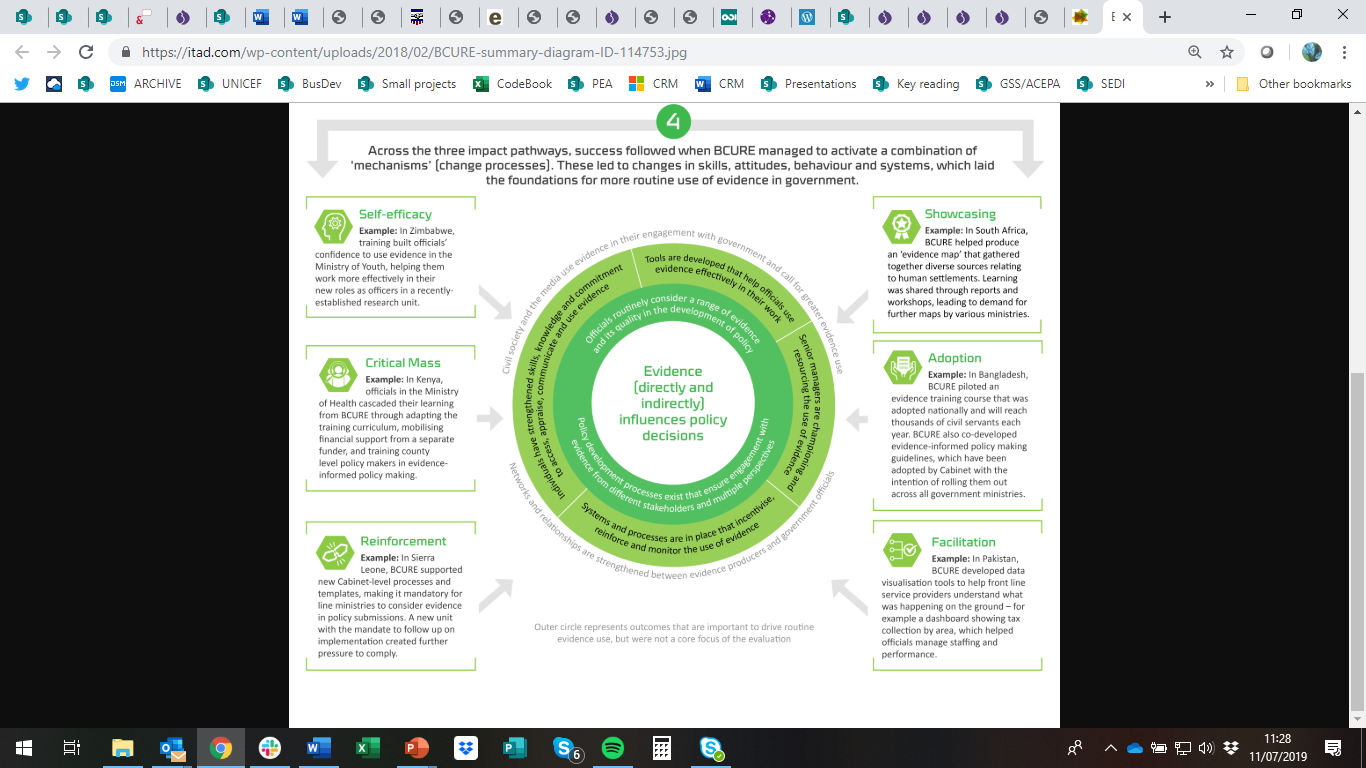 https://itad.com/wp-content/uploads/2018/02/BCURE-summary-diagram-ID-114753.jpg
ARCHIVE
UNICEF
BusDev
Small projects
CodeBook
PEA
CRM
CRM
Presentations
Key reading
GSS/ACEPA
SEDI
»
Other bookmarks
4
Across the three impact pathways, success followed when BCURE managed to activate a combination of
'mechanisms' (change processes). These led to changes in skills, attitudes, behaviour and systems, which laid
the foundations for more routine use of evidence in government.
Self-efficacy
Example: In Zimbabwe,
training built officials'
confidence to use evidence in the
Ministry of Youth, helping them
work more effectively in their
new roles as officers in a recently-
established research unit.
Critical Mass
Example: In Kenya,
officials in the Ministry
of Health cascaded their learning
from BCURE through adapting the
training curriculum, mobilising
financial support from a separate
funder, and training county
level policy makers in evidence-
informed policy making.
Reinforcement
Example: In Sierra
Leone, BCURE supported
new Cabinet-level processes and
templates, making it mandatory for
line ministries to consider evidence
in policy submissions. A new unit
with the mandate to follow up on
implementation created further
pressure to comply.
Civil society and the media use evidence in their engagement with government and call for greater evidence use
Networks and relationships are strengthened between evidence producers and government officials
Individuals have strengthened skills, knowledge and commitment
to access, appraise, communicate and use evidence
Tools are developed that help officials use
evidence effectively in their work
Senior managers are championing and
resourcing the use of evidence
Systems and processes are in place that incentivise,
reinforce and monitor the use of evidence
Officials routinely consider a range of evidence
and its quality in the development of policy
Policy development processes exist that ensure engagement with
evidence from different stakeholders and multiple perspectives
Evidence
(directly and
indirectly)
influences policy
decisions
Outer circle represents outcomes that are important to drive routine
evidence use, but were not a core focus of the evaluation
Showcasing
Example: In South Africa,
BCURE helped produce
an 'evidence map' that gathered
together diverse sources relating
to human settlements. Learning
was shared through reports and
workshops, leading to demand for
further maps by various ministries.
Adoption
Example: In Bangladesh,
BCURE piloted an
evidence training course that was
adopted nationally and will reach
thousands of civil servants each
year. BCURE also co-developed
evidence-informed policy making
guidelines, which have been
adopted by Cabinet with the
intention of rolling them out
across all government ministries.
Facilitation
Example: In Pakistan,
BCURE developed data
visualisation tools to help front line
service providers understand what
was happening on the ground – for
example a dashboard showing tax
collection by area, which helped
officials manage staffing and
performance.
6
11:28
11/07/2019